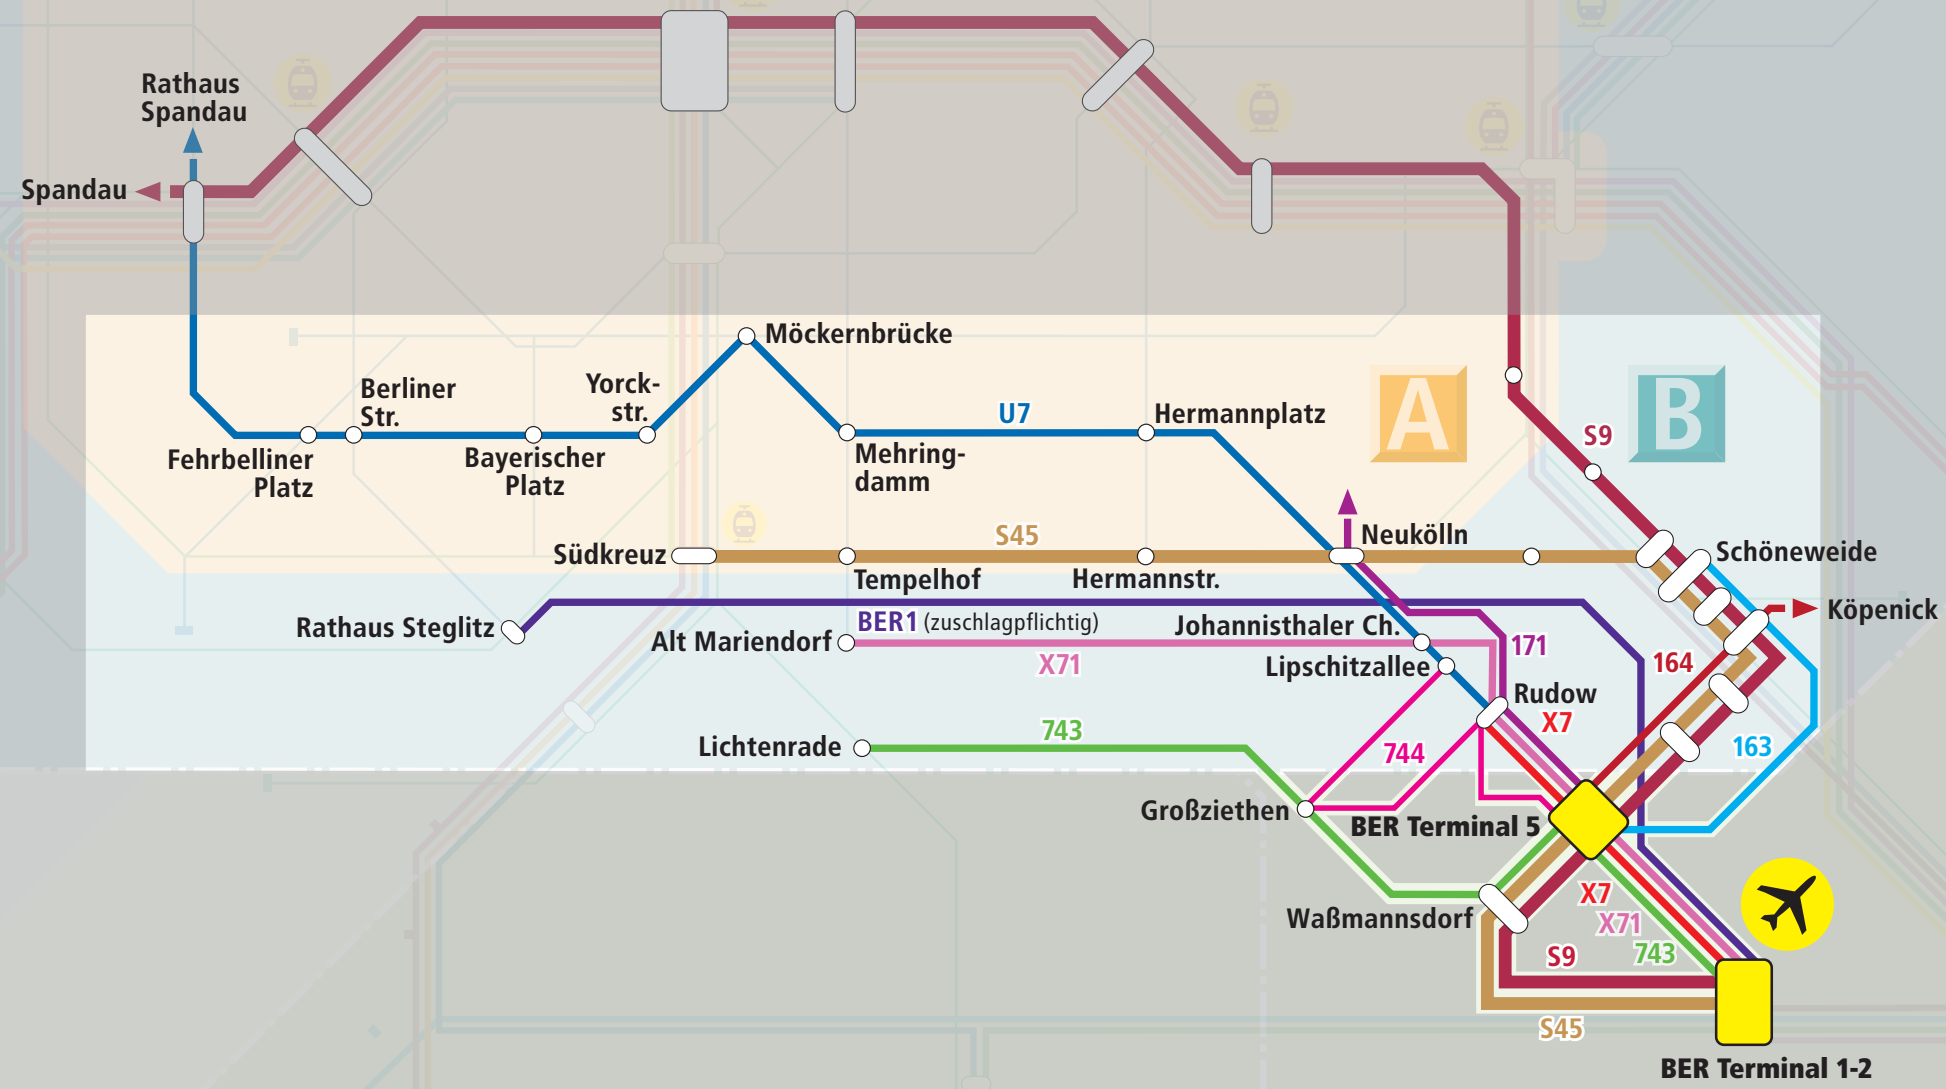 Rathaus
Spandau
Spandau
Möckernbrücke
Berliner
Str.
Yorck-
str.
U7
Hermannplatz
A
B
S9
Fehrbelliner
Platz
Bayerischer
Platz
Mehring-
damm
S45
Neukölln
Südkreuz
Schöneweide
Tempelhof
Hermannstr.
Köpenick
Rathaus Steglitz
BER1 (zuschlagpflichtig)
Johannisthaler Ch.
Alt Mariendorf
X71
171
164
Lipschitzallee
Rudow
X7
Lichtenrade
743
744
163
Großziethen
BER Terminal 5
Waßmannsdorf
X7
X71
743
S9
S45
BER Terminal 1-2